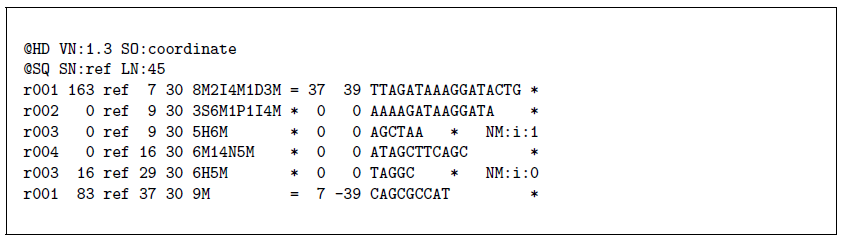 @HD VN:1.3 SO:coordinate
@SQ SN:ref LN:45
r001 163 ref  7 30 8M2I4M1D3M = 37  39 TTAGATAAAGGATACTG *
r002   0 ref  9 30 3S6M1P1I4M *  0   0 AAAAGATAAGGATA    *
r003   0 ref  9 30 5H6M       *  0   0 AGCTAA   *   NM:i:1
r004   0 ref 16 30 6M14N5M    *  0   0 ATAGCTTCAGC       *
r003  16 ref 29 30 6H5M       *  0   0 TAGGC    *   NM:i:0
r001  83 ref 37 30 9M         =  7 -39 CAGCGCCAT         *